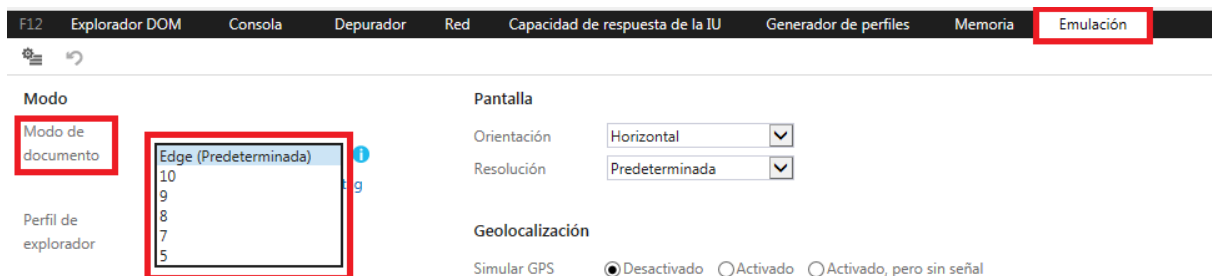 F12 Explorador DOM Consola Depurador Red Capacidad de respuesta de la IU Generador de perfiles Memoria Emulación
Modo
Modo de
documento
Edge (Predeterminada)
10
9
8
7
5
Perfil de
explorador
Pantalla
Orientación Horizontal
Resolución Predeterminada
Geolocalización
Simular GPS Desactivado Activado Activado, pero sin señal